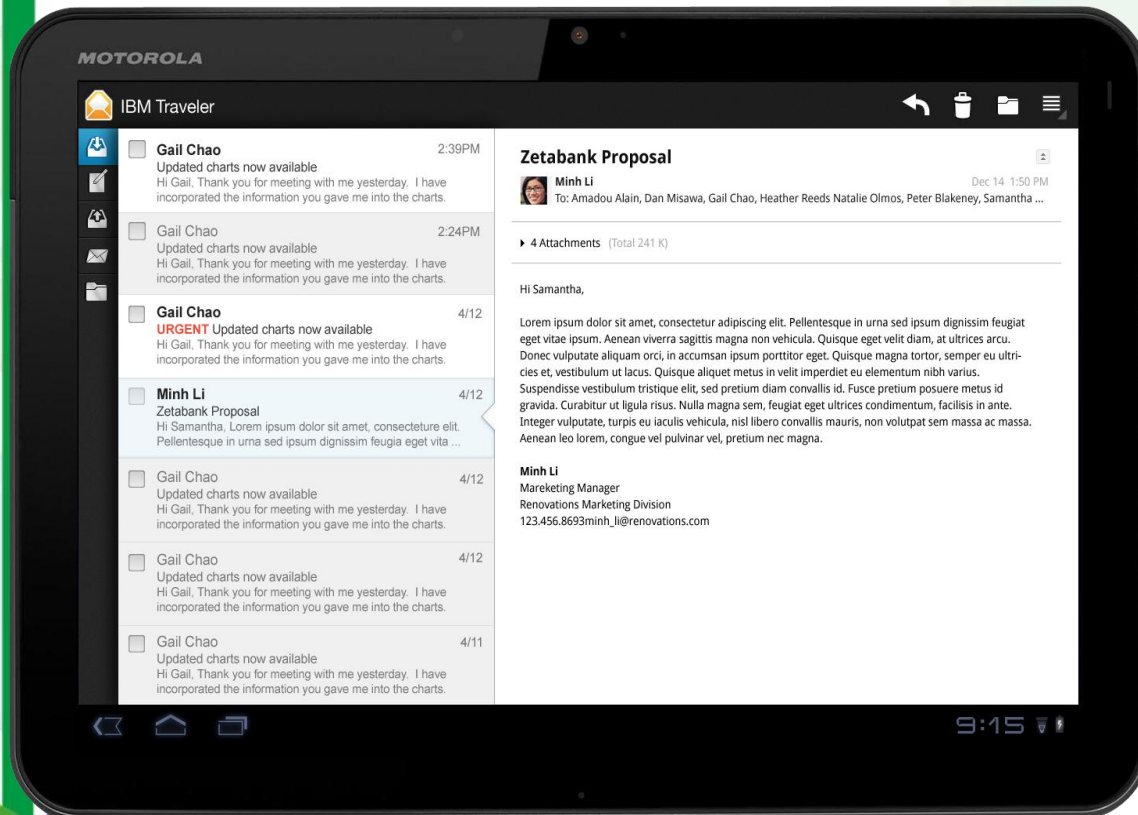 MOTOROLA
IBM Traveler
Gail Chao 2:39PM
Updated charts now available
Hi Gail, Thank you for meeting with me yesterday. I have
incorporated the information you gave me into the charts.
Gail Chao 2:24PM
Updated charts now available
Hi Gail, Thank you for meeting with me yesterday. I have
incorporated the information you gave me into the charts.
Gail Chao 4/12
URGENT Updated charts now available
Hi Gail, Thank you for meeting with me yesterday. I have
incorporated the information you gave me into the charts.
Minh Li 4/12
Zetabank Proposal
Hi Samantha, Lorem ipsum dolor sit amet, consecteture elit.
Pellentesque in urna sed ipsum dignissim feugia eget vita ...
Gail Chao 4/12
Updated charts now available
Hi Gail, Thank you for meeting with me yesterday. I have
incorporated the information you gave me into the charts.
Gail Chao 4/12
Updated charts now available
Hi Gail, Thank you for meeting with me yesterday. I have
incorporated the information you gave me into the charts.
Gail Chao 4/11
Updated charts now available
Hi Gail, Thank you for meeting with me yesterday. I have
incorporated the information you gave me into the charts.
Zetabank Proposal
Minh Li Dec 14 1:50 PM
To: Amadou Alain, Dan Misawa, Gail Chao, Heather Reeds Natalie Olmos, Peter Blakeney, Samantha ...
4 Attachments (Total 241 K)
Hi Samantha,
Lorem ipsum dolor sit amet, consectetur adipiscing elit. Pellentesque in urna sed ipsum dignissim feugiat
eget vitae ipsum. Aenean viverra sagittis magna non vehicula. Quisque eget velit diam, at ultrices arcu.
Donec vulputate aliquam orci, in accumsan ipsum porttitor eget. Quisque magna tortor, semper eu ultri-
cies et, vestibulum ut lacus. Quisque aliquet metus in velit imperdiet eu elementum nibh varius.
Suspendisse vestibulum tristique elit, sed pretium diam convallis id. Fusce pretium posuere metus id
gravida. Curabitur ut ligula risus. Nulla magna sem, feugiat eget ultrices condimentum, facilisis in ante.
Integer vulputate, turpis eu iaculis vehicula, nisl libero convallis mauris, non volutpat sem massa ac massa.
Aenean leo lorem, congue vel pulvinar vel, pretium nec magna.
Minh Li
Mareketing Manager
Renovations Marketing Division
123.456.8693minh_li@renovations.com
9:15